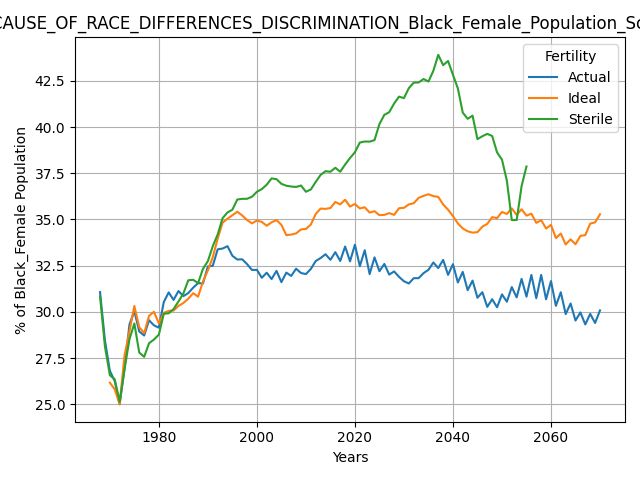 CAUSE_OF_RACE_DIFFERENCES_DISCRIMINATION_Black_Female_Population_So
Fertility
Actual
Ideal
Sterile
% of Black_Female Population
42.5
40.0
37.5
35.0
32.5
30.0
27.5
25.0
1980 2000 2020 2040 2060
Years